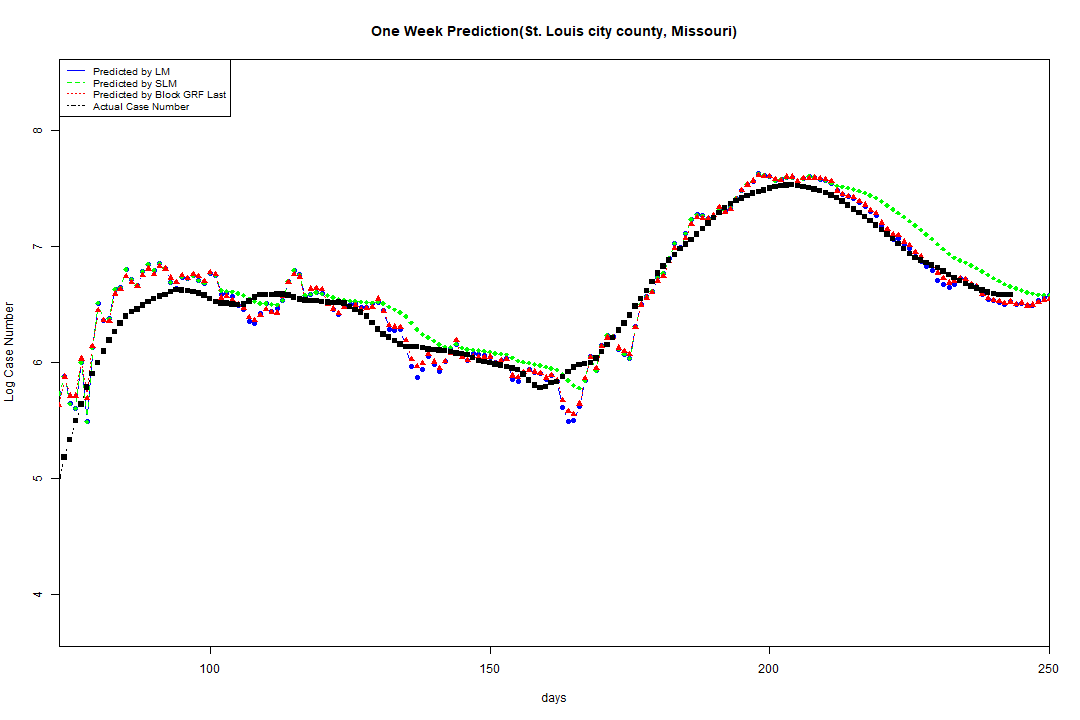 One Week Prediction(St. Louis city county, Missouri)
Predicted by LM
Predicted by SLM
Predicted by Block GRF Last
Actual Case Number
8
7
6
5
4
Log Case Number
100 150 200 250
days